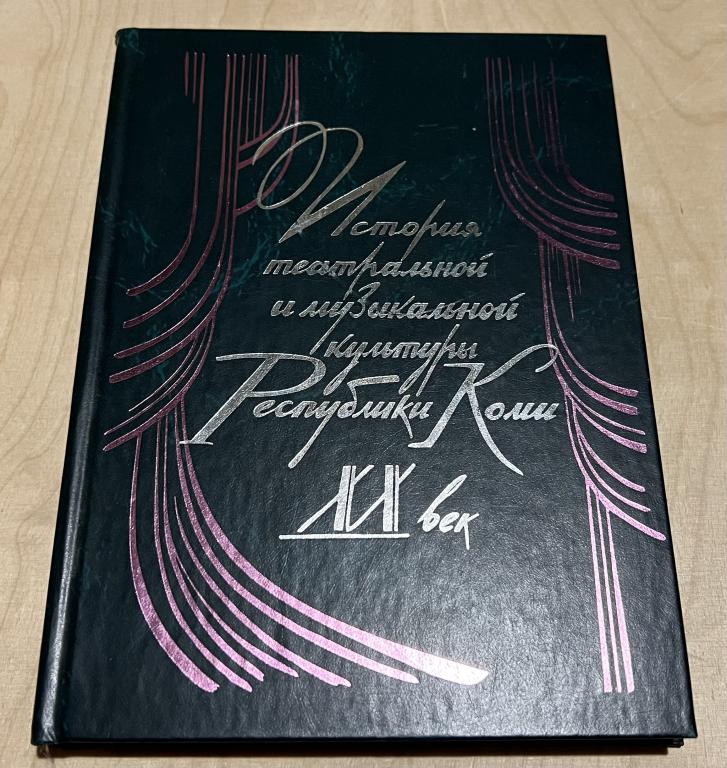 История
театральной
и музыкальной
культуры
Республики Коми
XX век